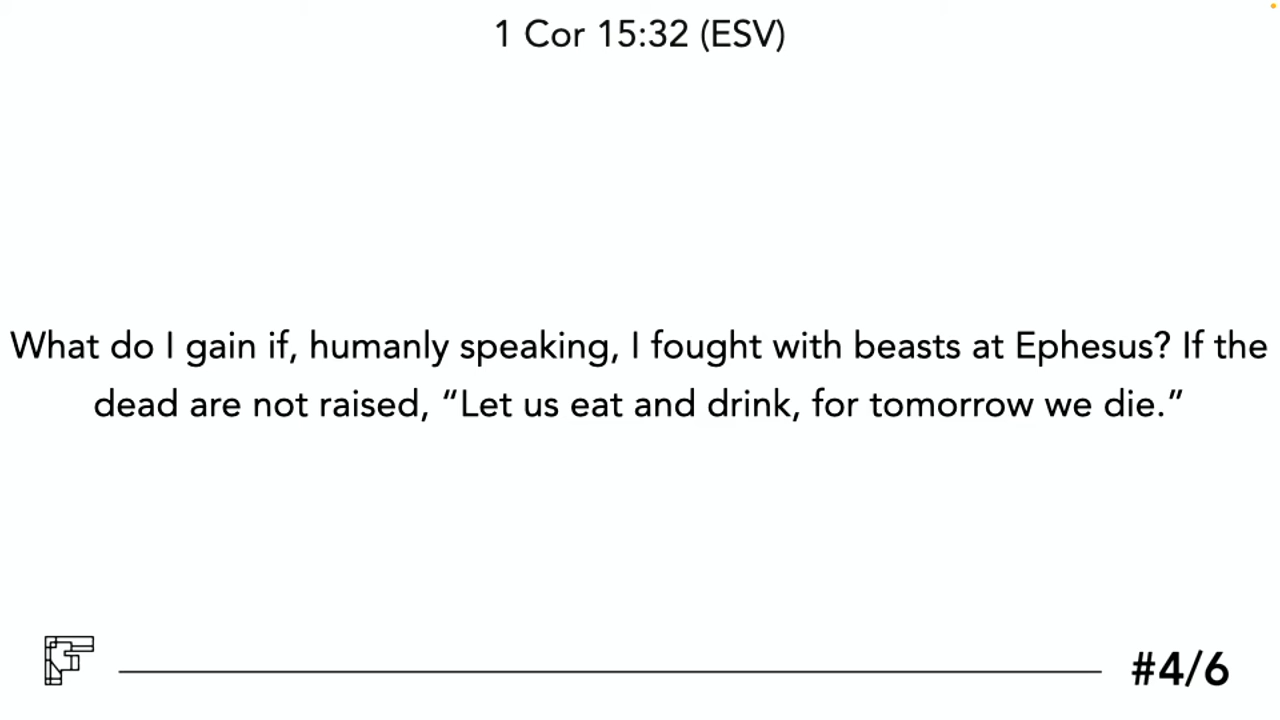 1 Cor 15:32 (ESV)
What do I gain if, humanly speaking, I fought with beasts at Ephesus? If the
dead are not raised, “Let us eat and drink, for tomorrow we die.”
#4/6